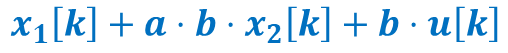 x₁[k] + a · b · x₂[k] + b · u[k]